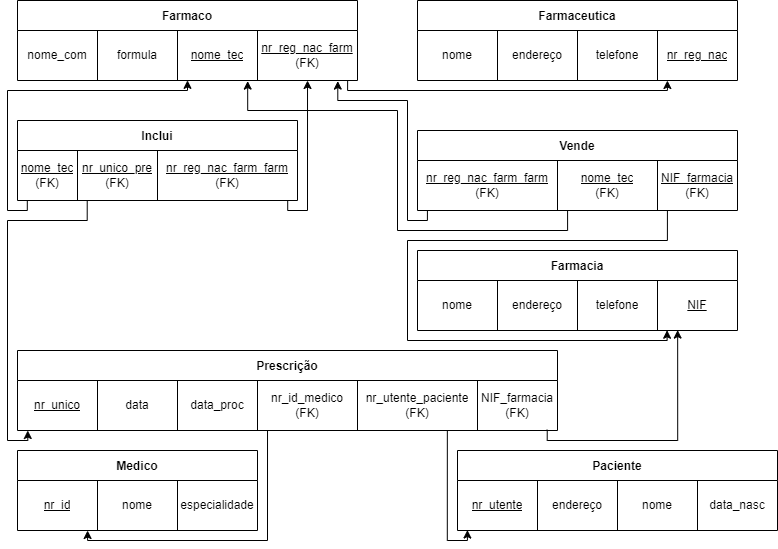 Farmaco
nome_com formula nome_tec nr_reg_nac_farm
(FK)
Farmaceutica
nome endereço telefone nr_reg_nac
Inclui
nome_tec nr_unico_pre nr_reg_nac_farm_farm
(FK) (FK) (FK)
Vende
nr_reg_nac_farm_farm nome_tec NIF_farmacia
(FK) (FK) (FK)
Farmacia
nome endereço telefone NIF
Prescrição
nr_unico data data_proc nr_id_medico nr_utente_paciente NIF_farmacia
(FK) (FK) (FK)
Medico
nr_id nome especialidade
Paciente
nr_utente endereço nome data_nasc